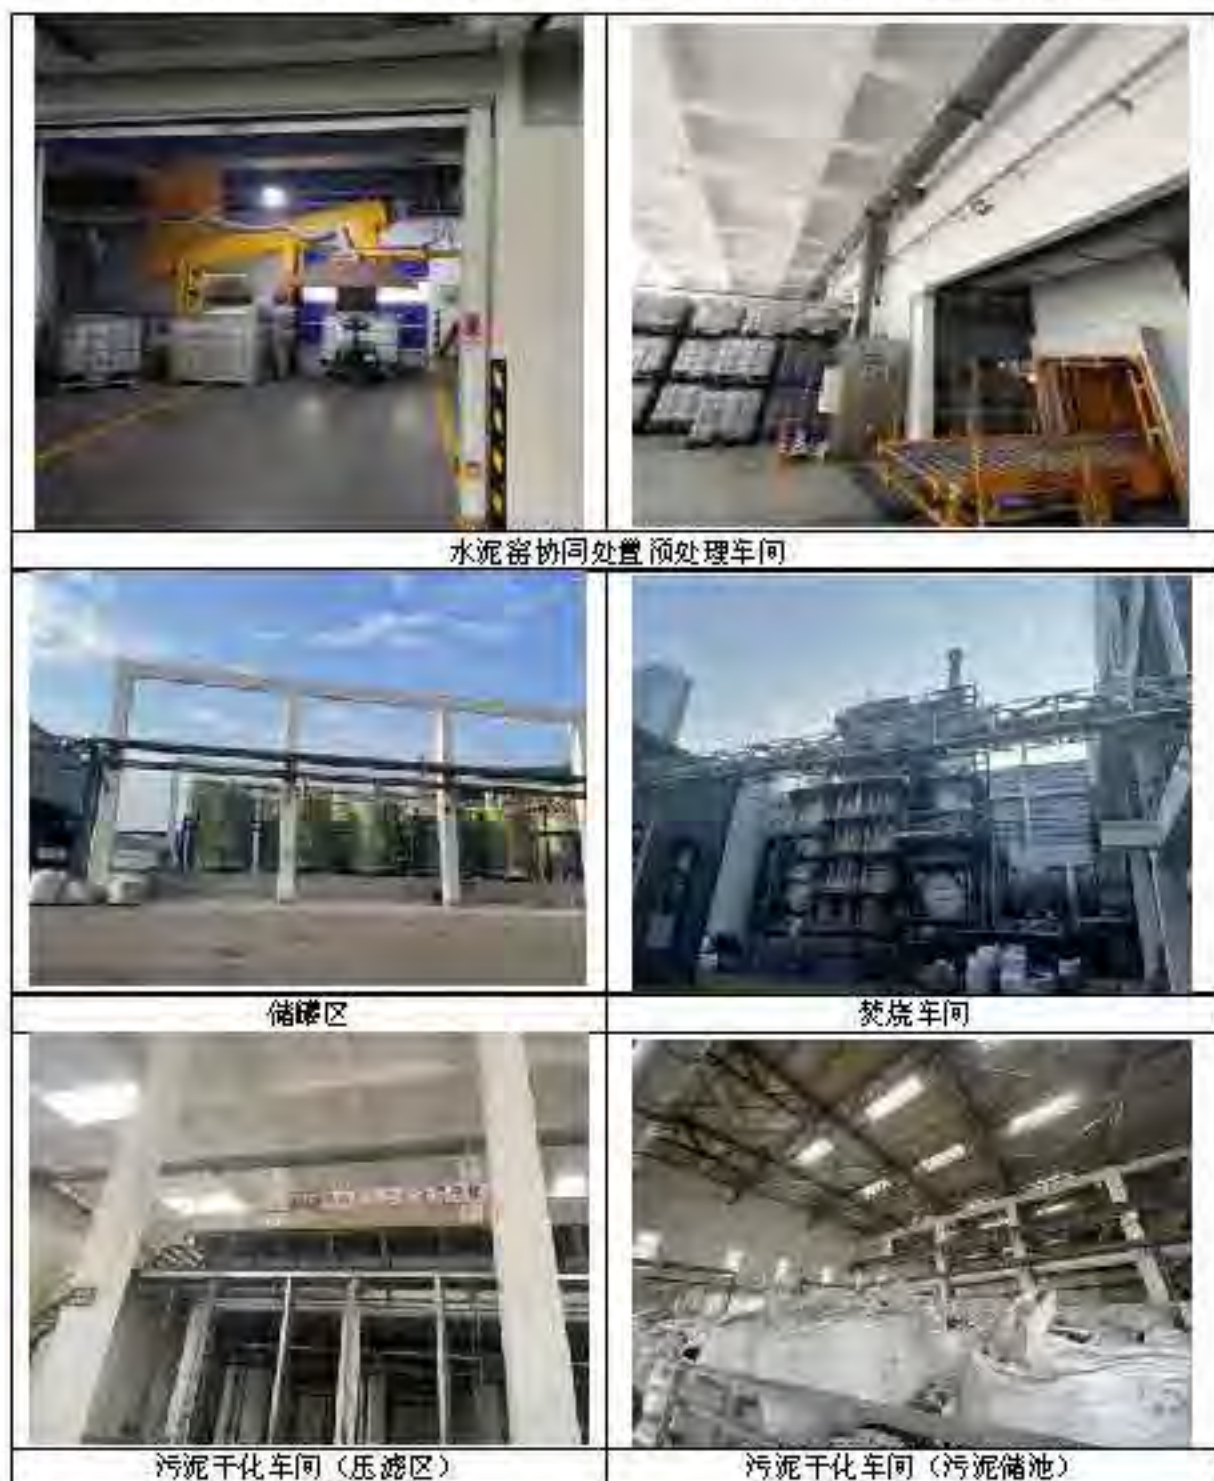 水泥窑协同处置预处理车间
储罐区
焚烧车间
污泥干化车间（压滤区）
污泥干化车间（污泥储池）